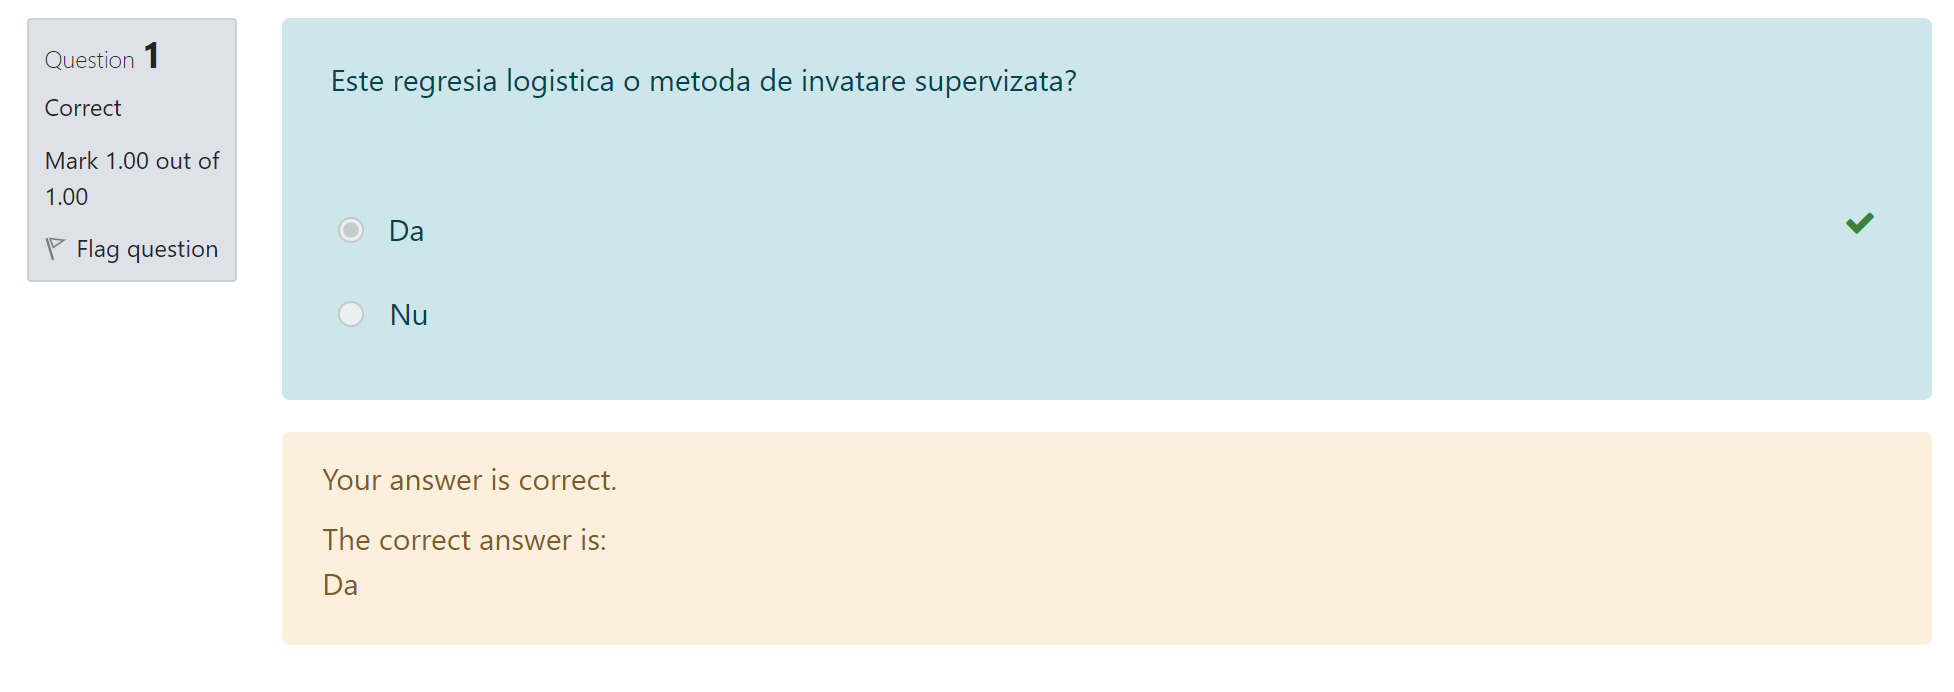 Question 1
Correct
Mark 1.00 out of
1.00
Flag question
Este regresia logistica o metoda de invatare supervizata?
Da
Nu
Your answer is correct.
The correct answer is:
Da